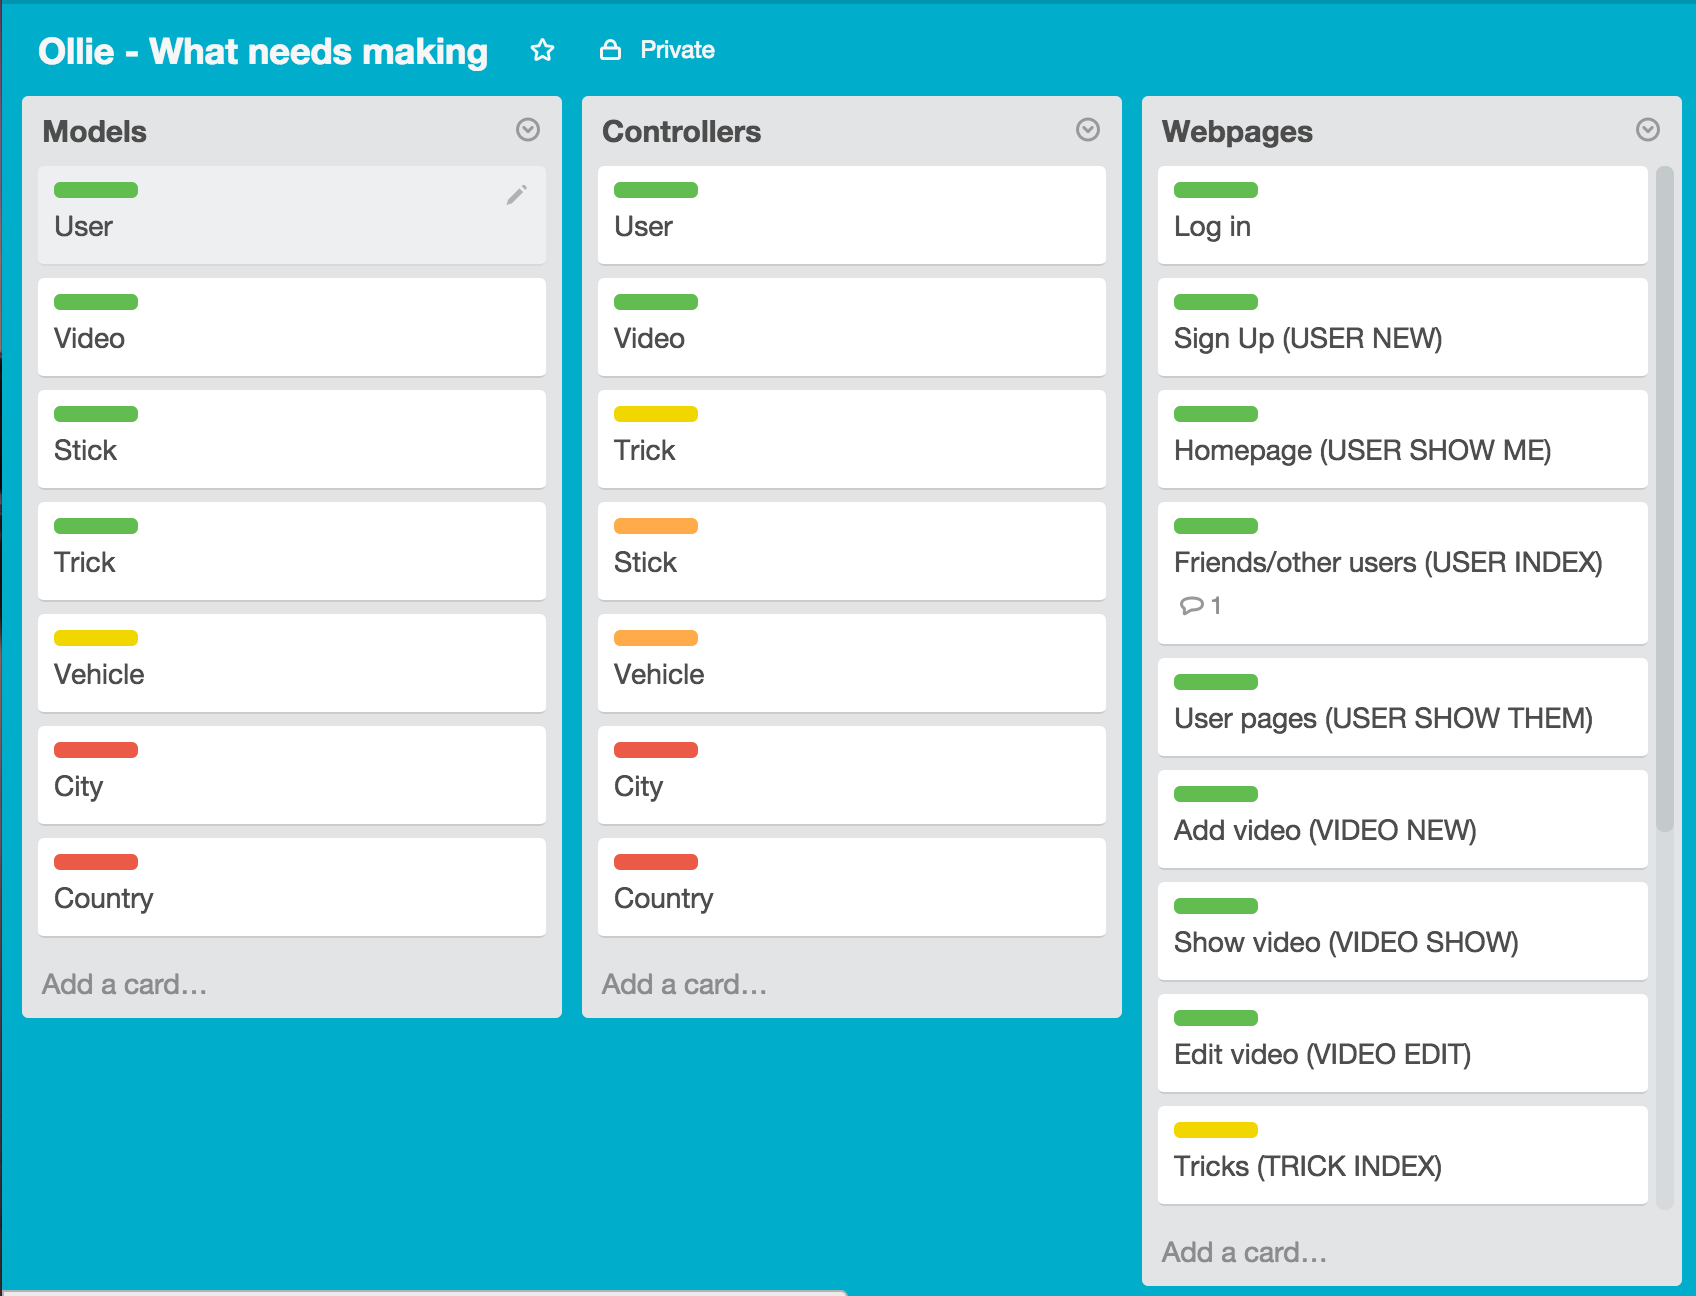 Ollie - What needs making
Private
Models
User
Video
Stick
Trick
Vehicle
City
Country
Add a card…
Controllers
User
Video
Trick
Stick
Vehicle
City
Country
Add a card…
Webpages
Log in
Sign Up (USER NEW)
Homepage (USER SHOW ME)
Friends/other users (USER INDEX)
1
User pages (USER SHOW THEM)
Add video (VIDEO NEW)
Show video (VIDEO SHOW)
Edit video (VIDEO EDIT)
Tricks (TRICK INDEX)
Add a card…